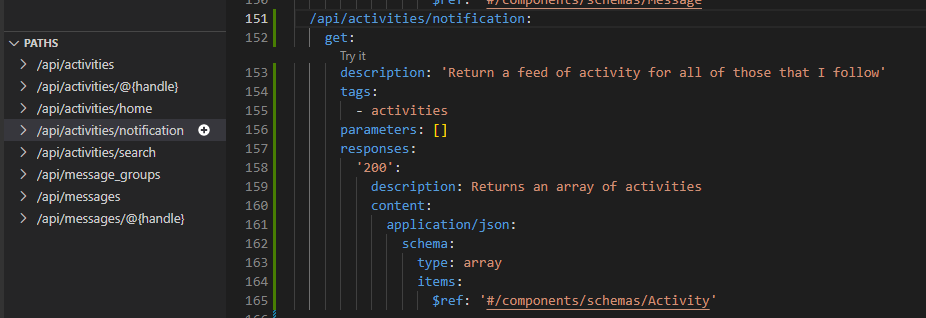 PATHS
/api/activities
/api/activities/@{handle}
/api/activities/home
/api/activities/notification
/api/activities/search
/api/message_groups
/api/messages
/api/messages/@{handle}
150 $ref: '#/components/schemas/Message
151 /api/activities/notification:
152 get:
Try it
153 description: 'Return a feed of activity for all of those that I follow'
154 tags:
155 - activities
156 parameters: []
157 responses:
158 '200':
159 description: Returns an array of activities
160 content:
161 application/json:
162 schema:
163 type: array
164 items:
165 $ref: '#/components/schemas/Activity'
166